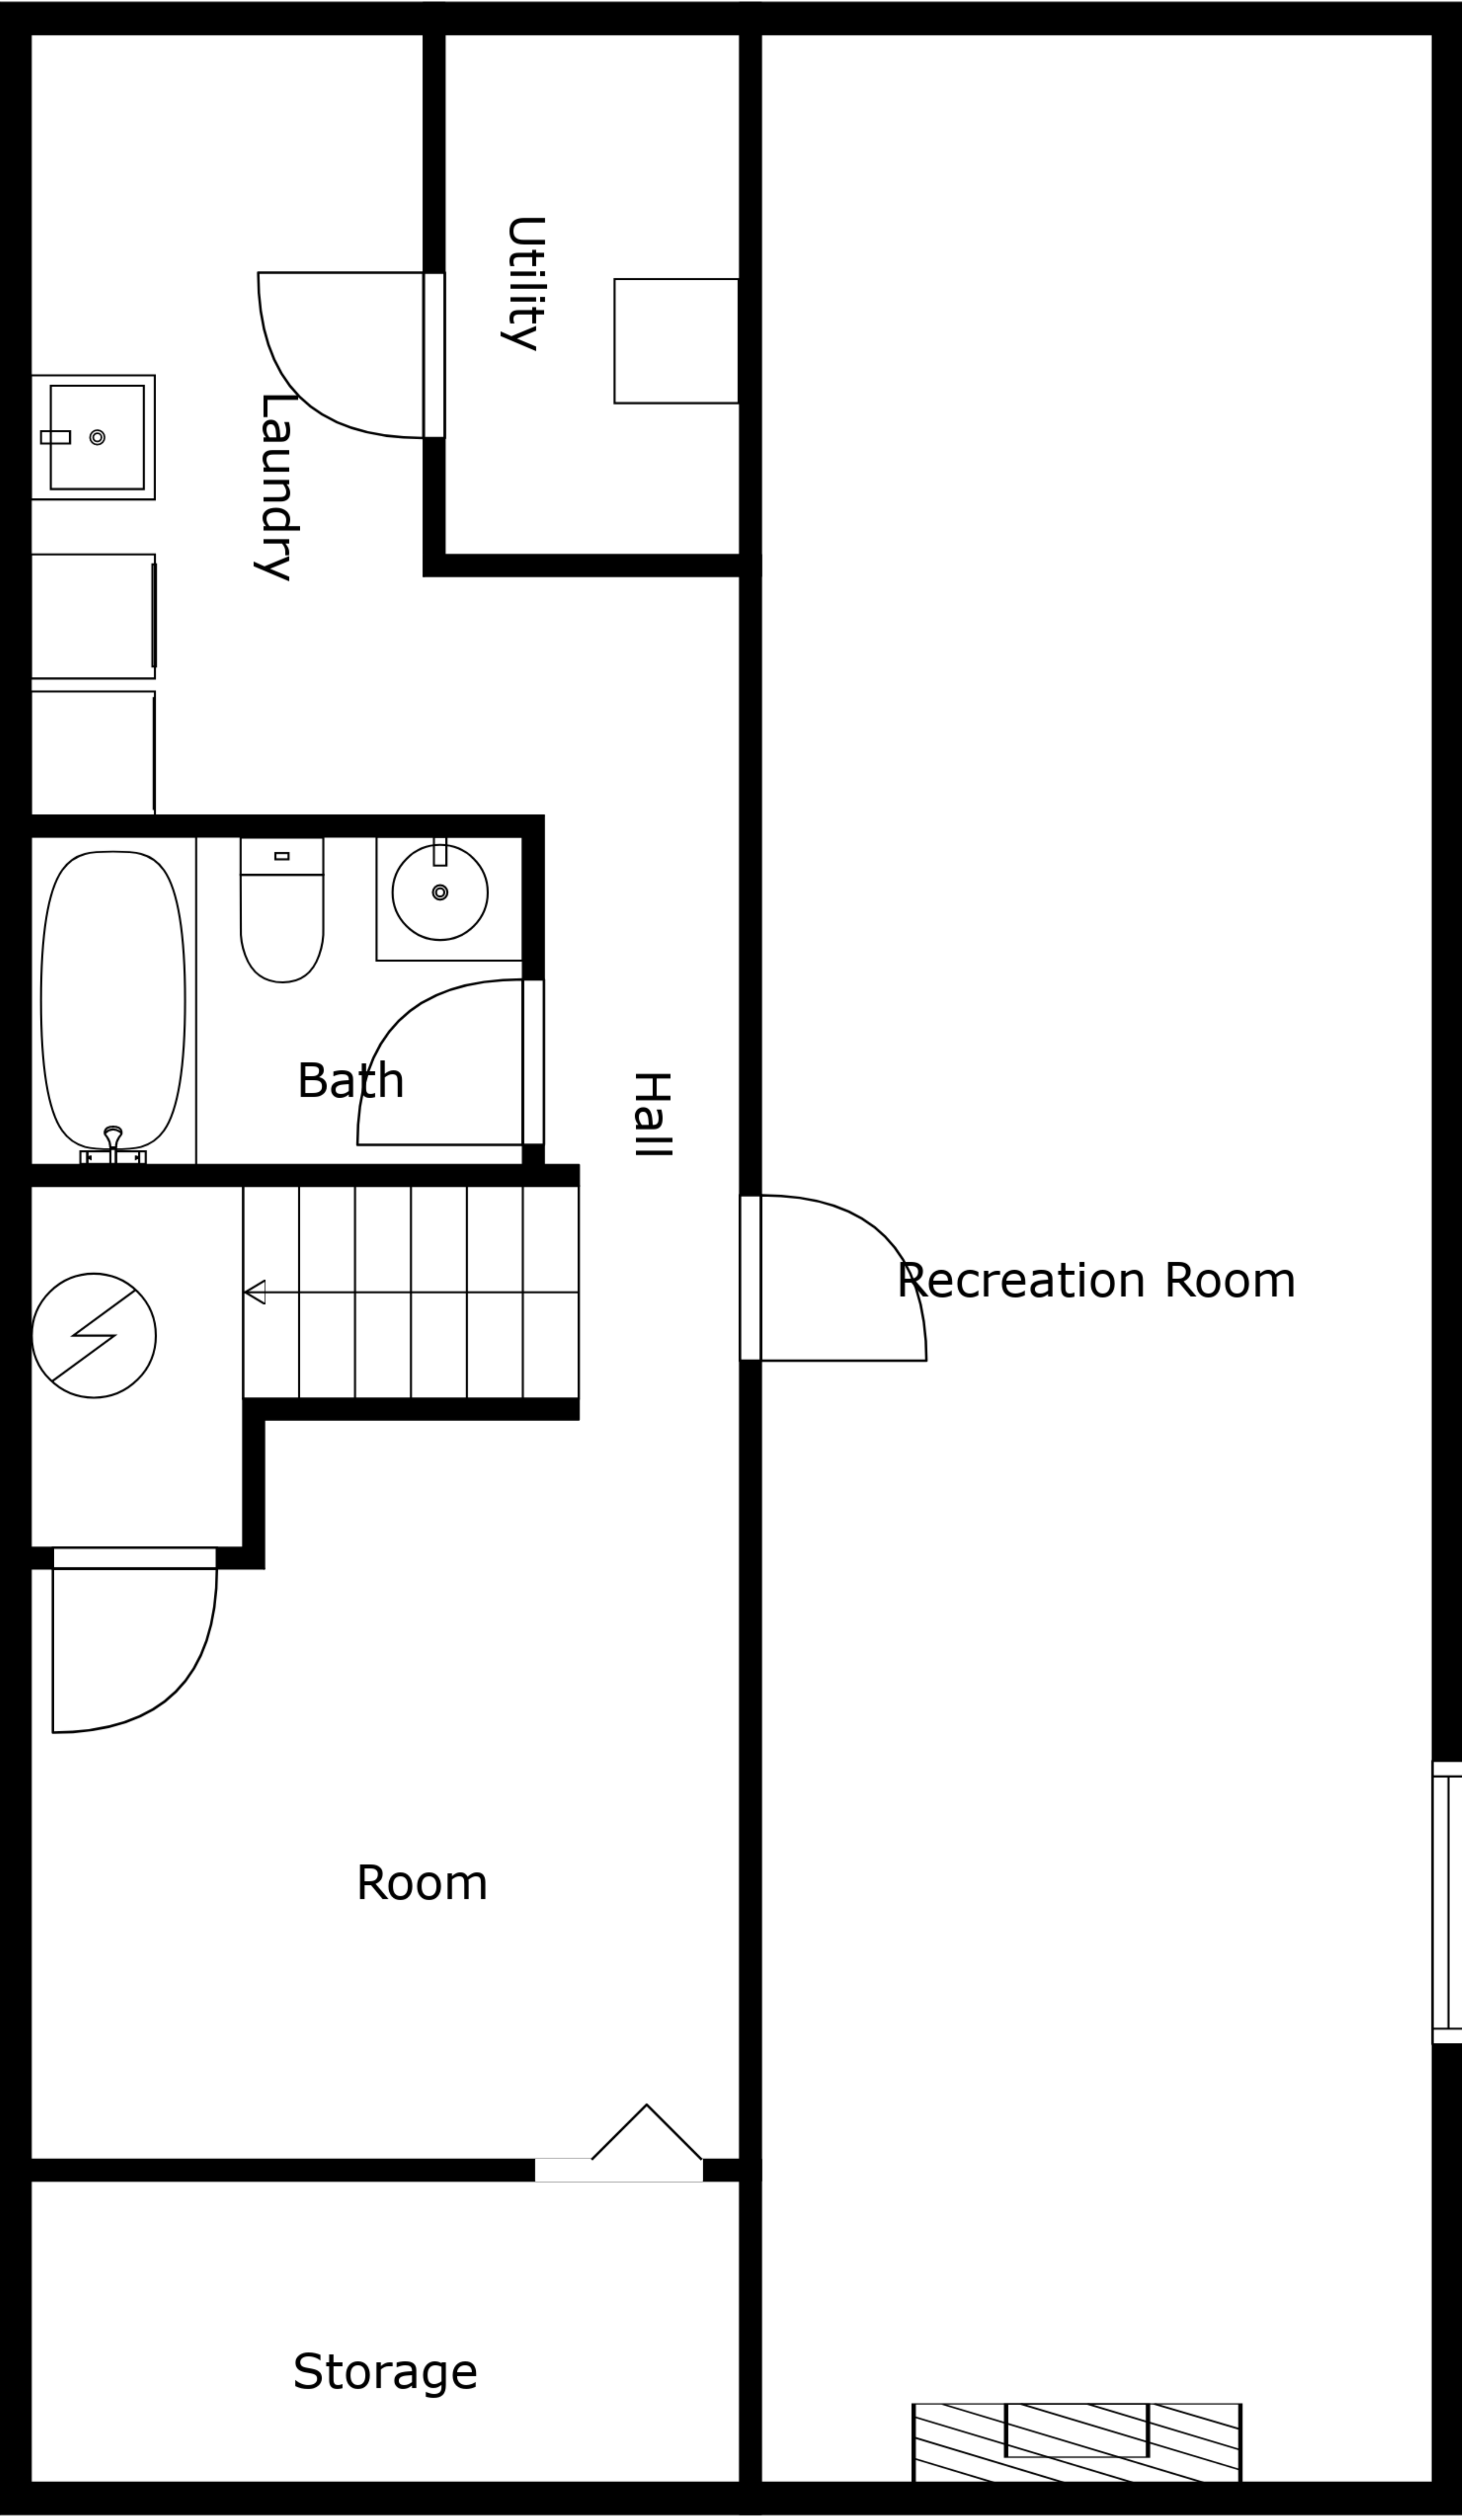 Utility
Laundry
Bath
Hall
Recreation Room
Room
Storage